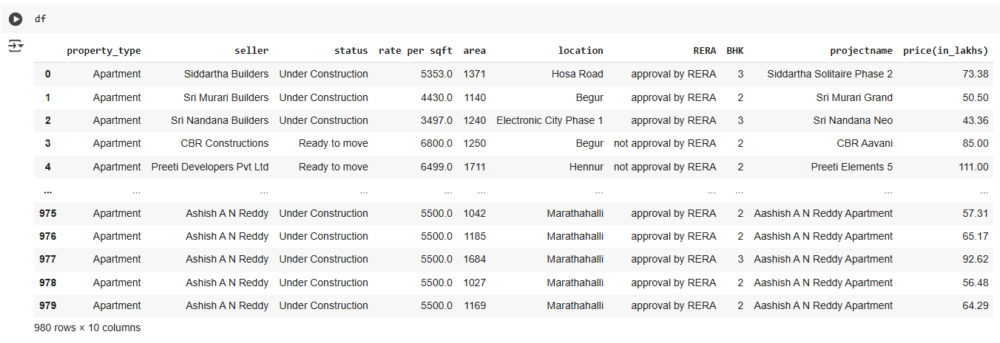 df
property_type seller status rate per sqft area location RERA BHK projectname price(in_lakhs)
0 Apartment Siddartha Builders Under Construction 5353.0 1371 Hosa Road approval by RERA 3 Siddartha Solitaire Phase 2 73.38
1 Apartment Sri Murari Builders Under Construction 4430.0 1140 Begur approval by RERA 2 Sri Murari Grand 50.50
2 Apartment Sri Nandana Builders Under Construction 3497.0 1240 Electronic City Phase 1 approval by RERA 3 Sri Nandana Neo 43.36
3 Apartment CBR Constructions Ready to move 6800.0 1250 Begur not approval by RERA 2 CBR Aavani 85.00
4 Apartment Preeti Developers Pvt Ltd Ready to move 6499.0 1711 Hennur not approval by RERA 2 Preeti Elements 5 111.00
... ... ... ... ... ... ... ... ... ... ...
975 Apartment Ashish A N Reddy Under Construction 5500.0 1042 Marathahalli approval by RERA 2 Aashish A N Reddy Apartment 57.31
976 Apartment Ashish A N Reddy Under Construction 5500.0 1185 Marathahalli approval by RERA 2 Aashish A N Reddy Apartment 65.17
977 Apartment Ashish A N Reddy Under Construction 5500.0 1684 Marathahalli approval by RERA 3 Aashish A N Reddy Apartment 92.62
978 Apartment Ashish A N Reddy Under Construction 5500.0 1027 Marathahalli approval by RERA 2 Aashish A N Reddy Apartment 56.48
979 Apartment Ashish A N Reddy Under Construction 5500.0 1169 Marathahalli approval by RERA 2 Aashish A N Reddy Apartment 64.29
980 rows × 10 columns